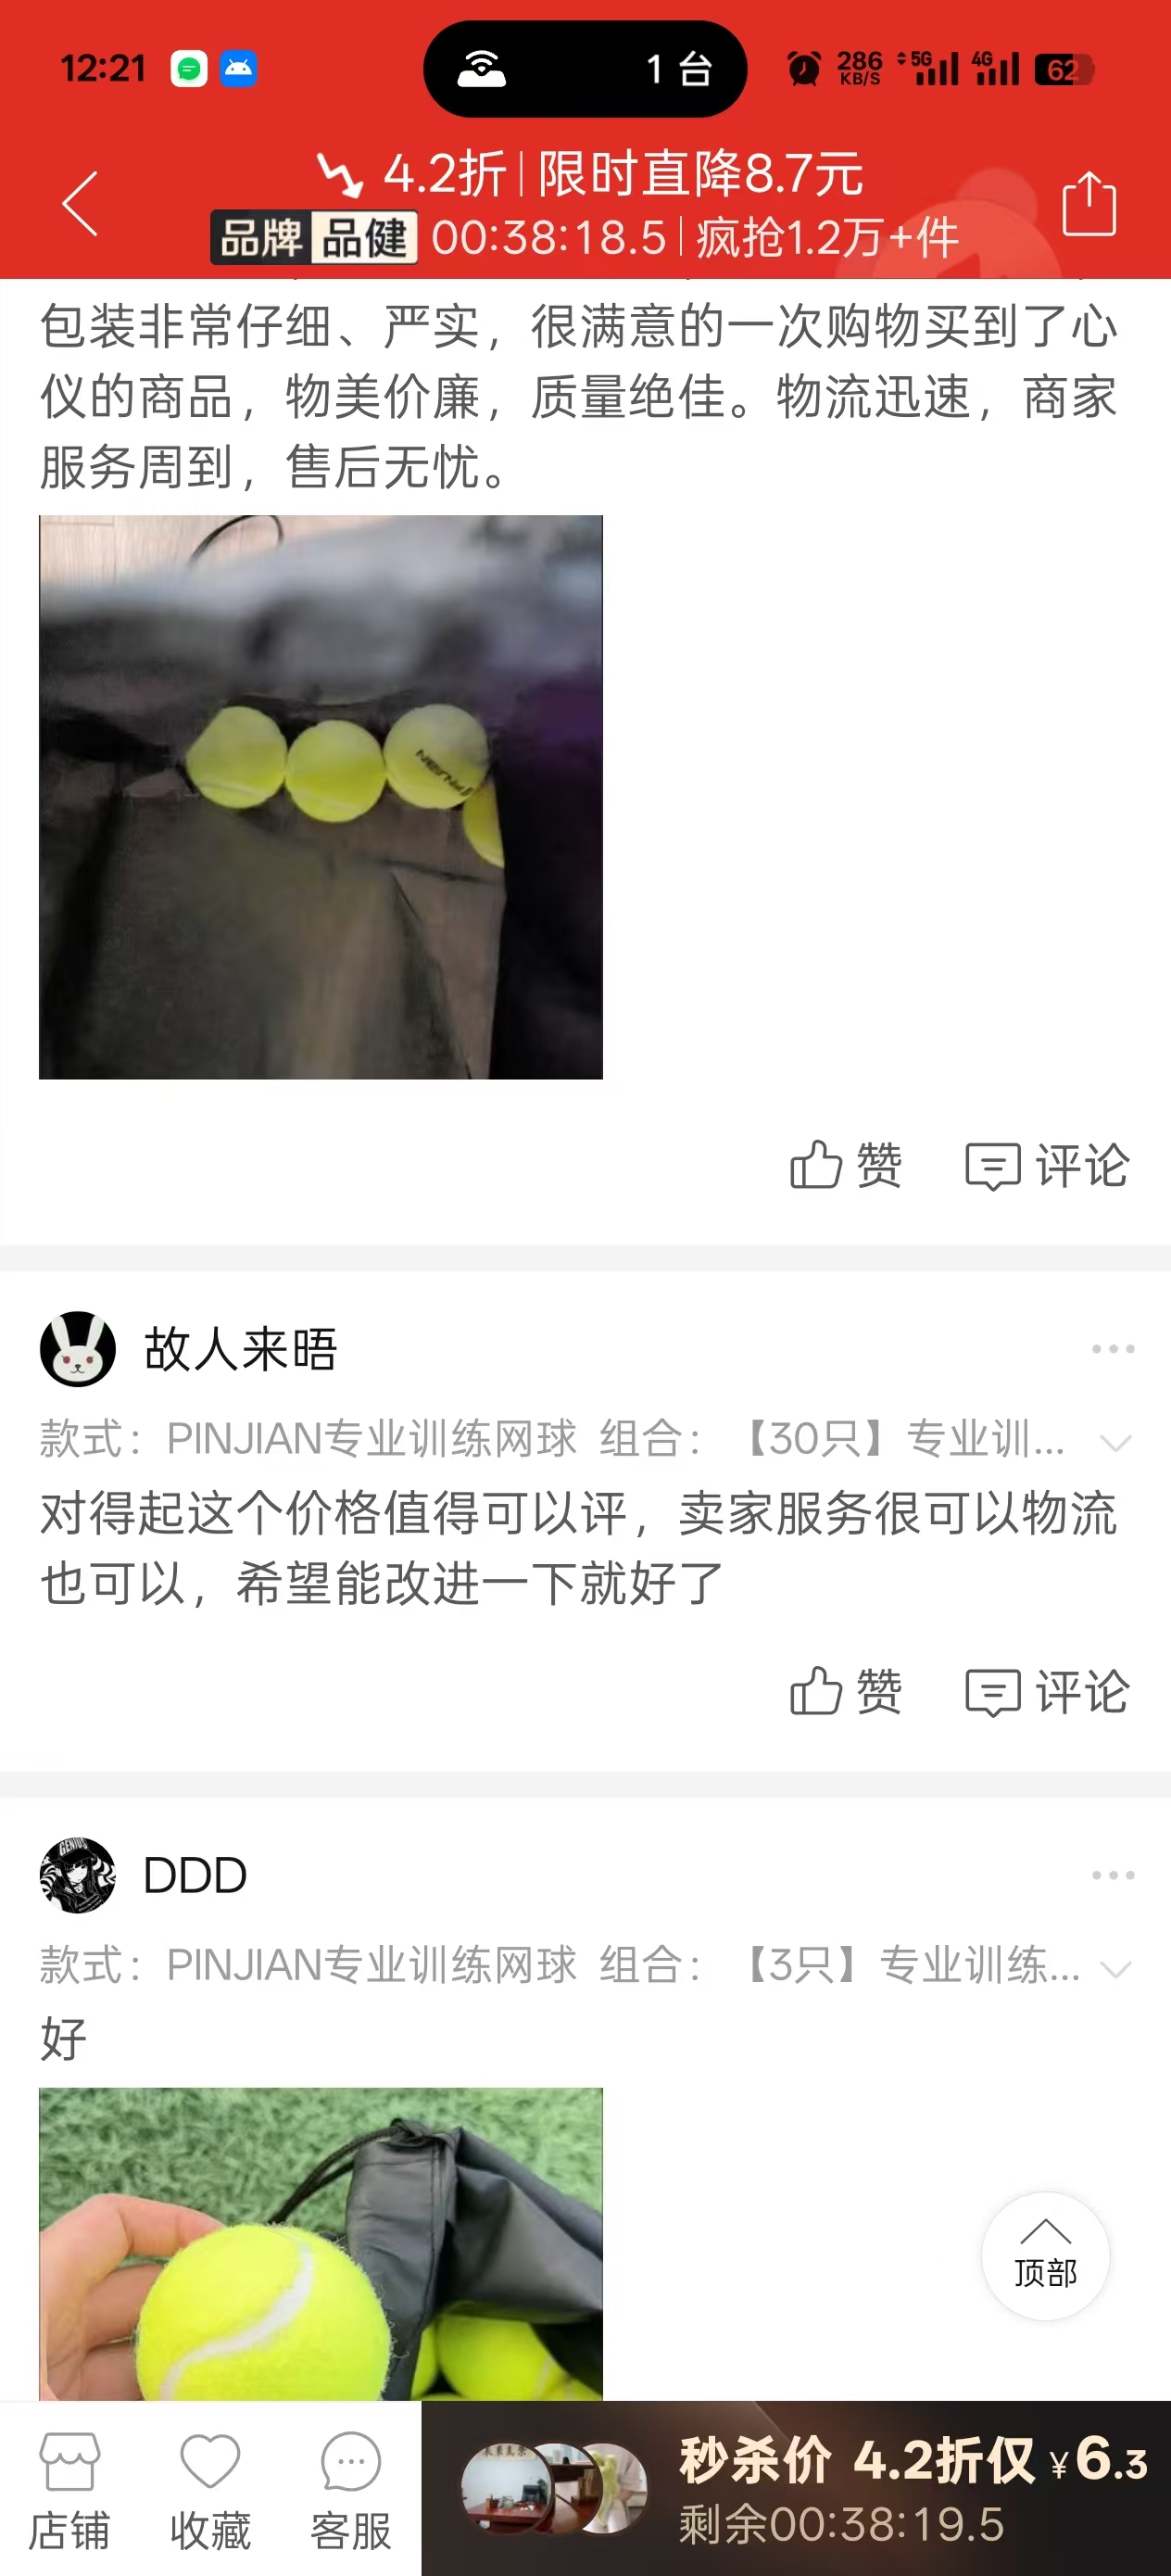 12:21
1 台
286
KB/S
5G
4G
62
4.2折|限时直降8.7元
品牌 品健 00:38:18.5|疯抢1.2万+件
包装非常仔细、严实，很满意的一次购物买到了心
仪的商品，物美价廉，质量绝佳。物流迅速，商家
服务周到，售后无忧。
PINJIAN
赞 评论
故人来晤
款式：PINJIAN专业训练网球 组合：【30只】专业训...
对得起这个价格值得可以评，卖家服务很可以物流
也可以，希望能改进一下就好了
赞 评论
GENIUS
DDD
款式：PINJIAN专业训练网球 组合：【3只】专业训练...
好
顶部
店铺 收藏 客服
秒杀价 4.2折仅 ¥6.3
剩余00:38:19.5